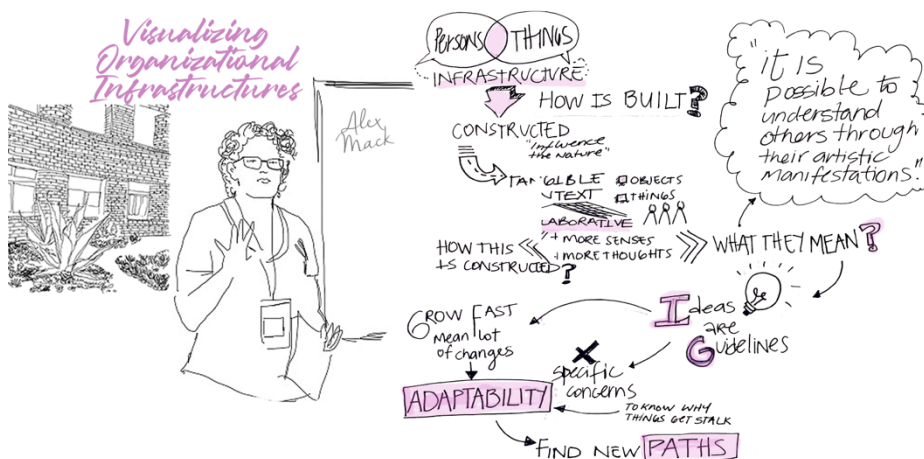 Visualizing
Organizational
Infrastructures
Alex
Mack
PERSONS THINGS
INFRASTRUCTURE
HOW IS BUILT?
CONSTRUCTED
"Influence
the Nature"
TANGIBLE
OBJECTS
NTEXT
THINGS
LABORATIVE
+ MORE SENSES
+ MORE THOUGHTS
HOW THIS
IS CONSTRUCTED?
WHAT THEY MEAN?
"it is
possible to
understand
others through
their artistic
manifestations."
Ideas
are
Guidelines
GROW FAST
Mean lot
of changes
X
specific
concerns
ADAPTABILITY
TO KNOW WHY
THINGS GET STALK
FIND NEW PATHS